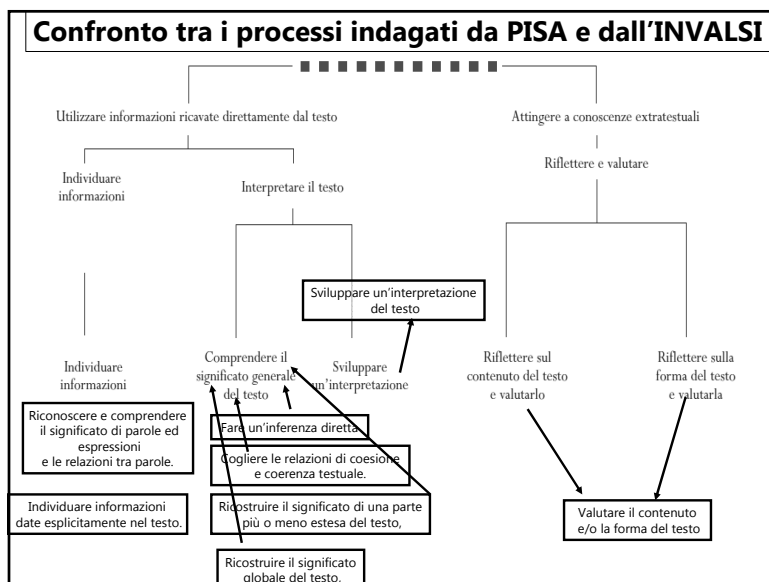 Confronto tra i processi indagati da PISA e dall'INVALSI
Utilizzare informazioni ricavate direttamente dal testo
Attingere a conoscenze extratestuali
Individuare
informazioni
Interpretare il testo
Riflettere e valutare
Sviluppare un'interpretazione
del testo
Individuare
informazioni
Comprendere il
significato generale
del testo
Sviluppare
un'interpretazione
Riflettere sul
contenuto del testo
e valutarlo
Riflettere sulla
forma del testo
e valutarla
Riconoscere e comprendere
il significato di parole ed
espressioni
e le relazioni tra parole.
Fare un'inferenza diretta
Cogliere le relazioni di coesione
e coerenza testuale.
Individuare informazioni
date esplicitamente nel testo.
Ricostruire il significato di una parte
più o meno estesa del testo,
Valutare il contenuto
e/o la forma del testo
Ricostruire il significato
globale del testo.